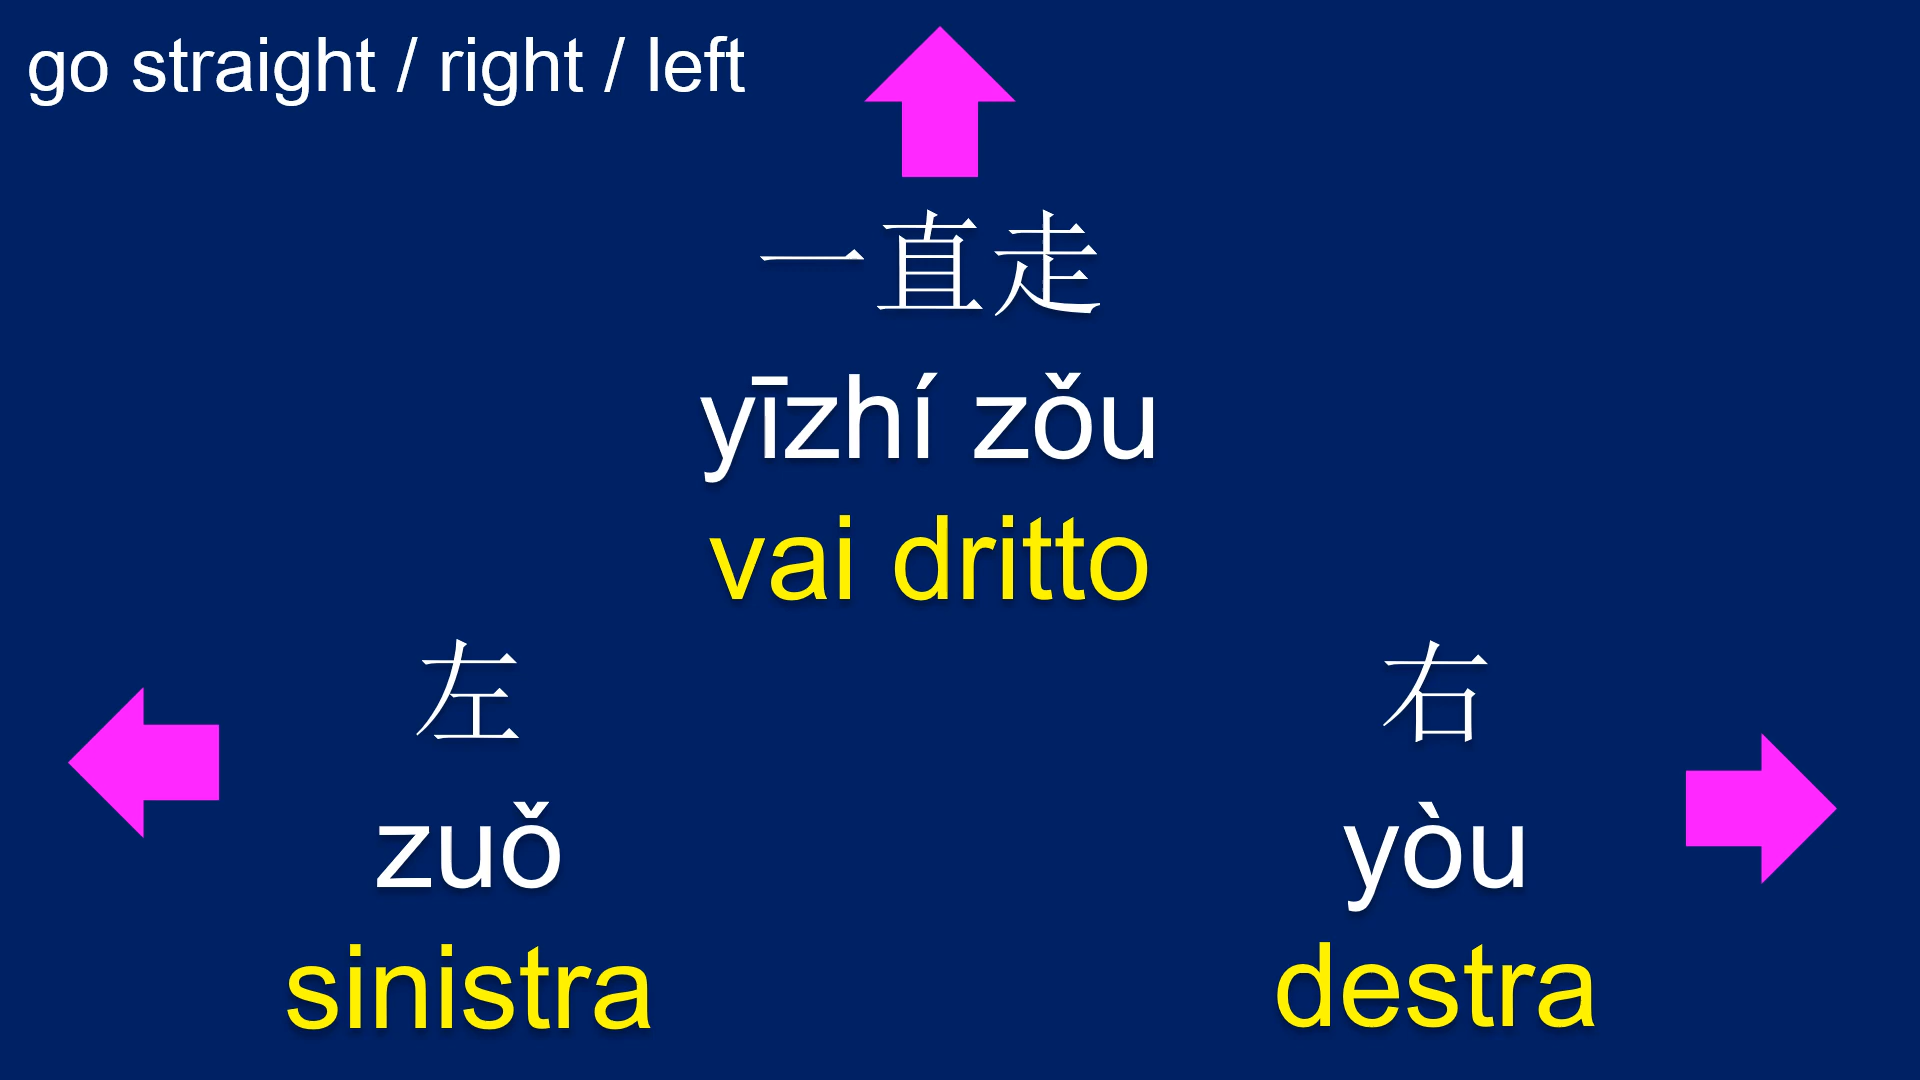 go straight / right / left
一直走
yīzhí zǒu
vai dritto
左
zuǒ
sinistra
右
yòu
destra